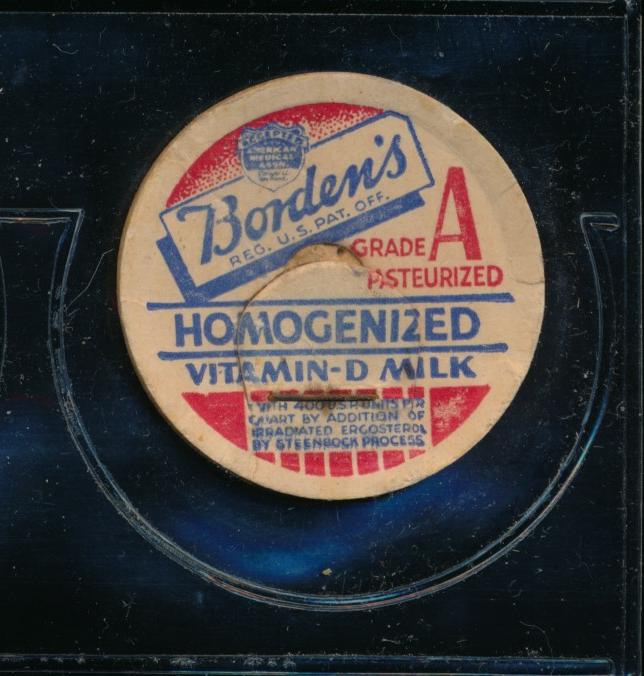 ACCEPTED
AMERICAN
MEDICAL
ASSN.
Borden's
REG. U.S. PAT. OFF.
GRADE A
PASTEURIZED
HOMOGENIZED
VITAMIN-D MILK
WITH 400 U.S.P. UNITS PER
QUART BY ADDITION OF
IRRADIATED ERGOSTEROL
BY STEENBOCK PROCESS